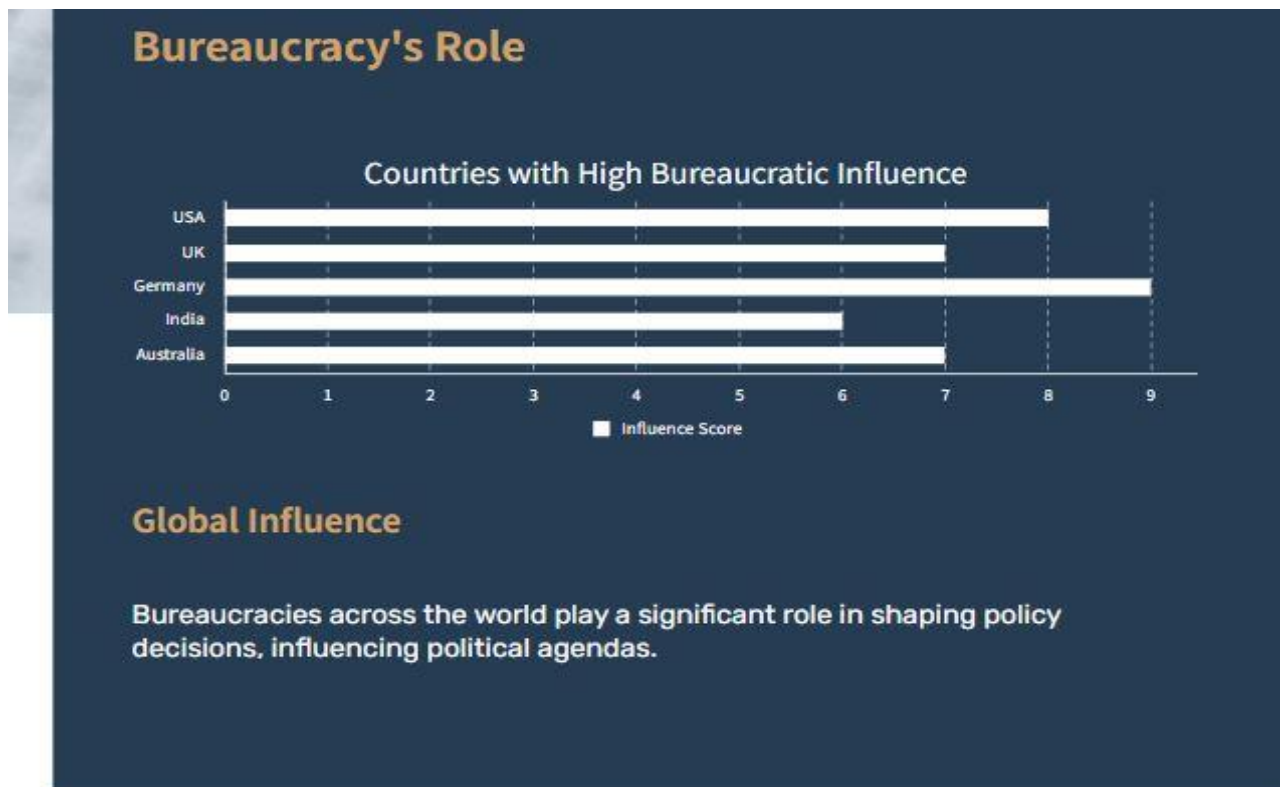 Bureaucracy's Role
Countries with High Bureaucratic Influence
USA
UK
Germany
India
Australia
0 1 2 3 4 5 6 7 8 9
Influence Score
Global Influence
Bureaucracies across the world play a significant role in shaping policy
decisions, influencing political agendas.